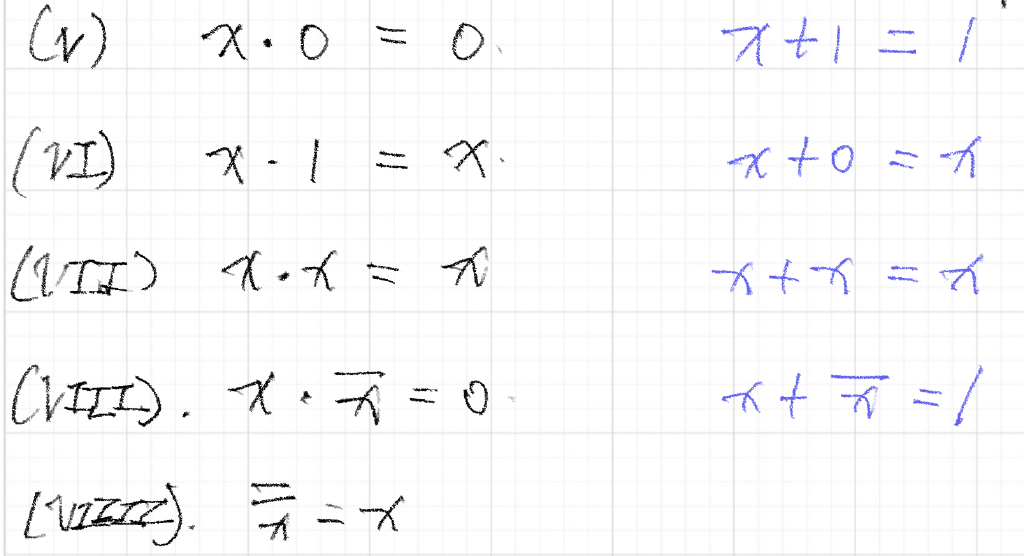 (V) x · 0 = 0. x + 1 = 1
(VI) x · 1 = x. x + 0 = x
(VII) x · x = x x + x = x
(VIII). x · x̅ = 0 x + x̅ = 1
(VIIII). x̿ = x